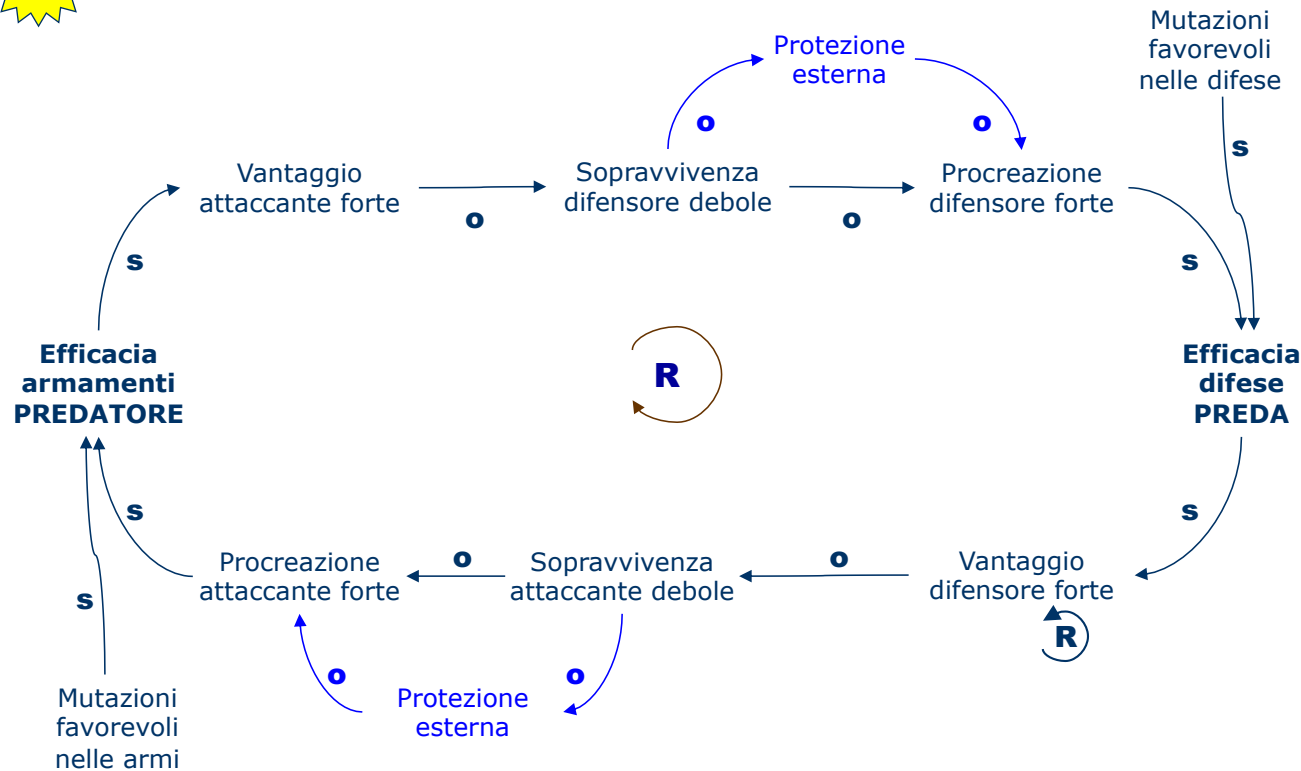 Mutazioni
favorevoli
nelle difese
s
Protezione
esterna
o
o
Vantaggio
attaccante forte
o
Sopravvivenza
difensore debole
o
Procreazione
difensore forte
s
s
Efficacia
armamenti
PREDATORE
R
Efficacia
difese
PREDA
s
s
Procreazione
attaccante forte
o
Sopravvivenza
attaccante debole
o
Vantaggio
difensore forte
R
s
o
o
Protezione
esterna
Mutazioni
favorevoli
nelle armi